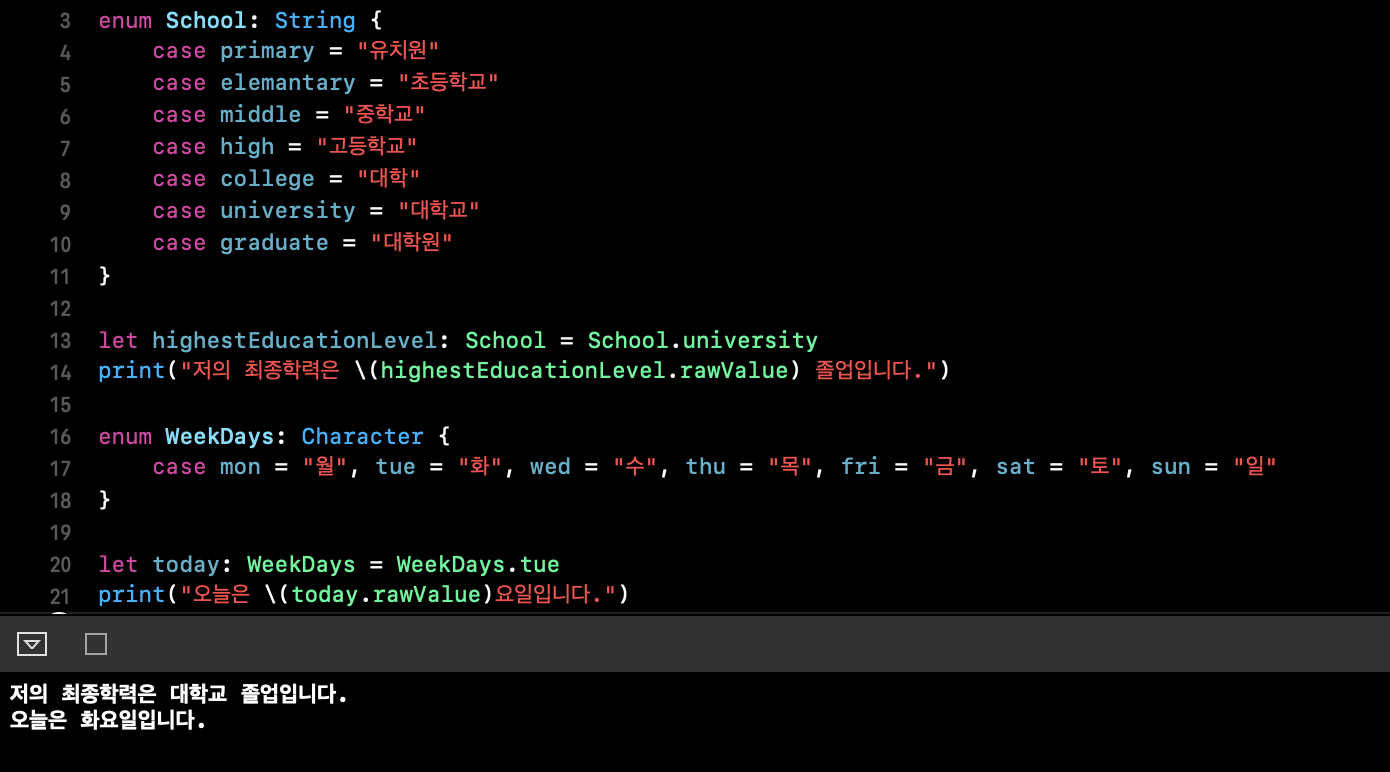 3 enum School: String {
4     case primary = "유치원"
5     case elemantary = "초등학교"
6     case middle = "중학교"
7     case high = "고등학교"
8     case college = "대학"
9     case university = "대학교"
10     case graduate = "대학원"
11 }
12
13 let highestEducationLevel: School = School.university
14 print("저의 최종학력은 \(highestEducationLevel.rawValue) 졸업입니다.")
15
16 enum WeekDays: Character {
17     case mon = "월", tue = "화", wed = "수", thu = "목", fri = "금", sat = "토", sun = "일"
18 }
19
20 let today: WeekDays = WeekDays.tue
21 print("오늘은 \(today.rawValue)요일입니다.")
저의 최종학력은 대학교 졸업입니다.
오늘은 화요일입니다.